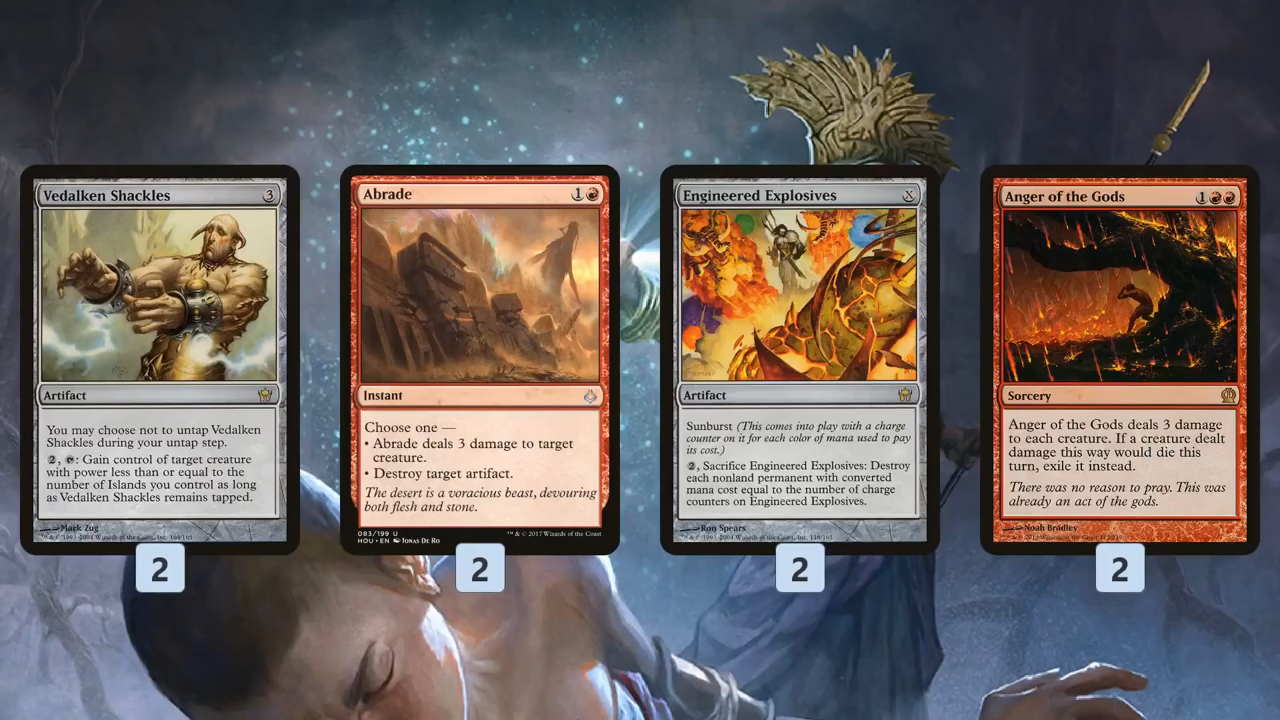 Vedalken Shackles 3
Artifact
You may choose not to untap Vedalken
Shackles during your untap step.
2, : Gain control of target creature
with power less than or equal to the
number of Islands you control as long
as Vedalken Shackles remains tapped.
Mark Zug
2
Abrade 1
Instant
Choose one —
• Abrade deals 3 damage to target
creature.
• Destroy target artifact.
The desert is a voracious beast, devouring
both flesh and stone.
083/199 U
HOU • EN Jonas De Ro
™ & © 2017 Wizards of the Coast
2
Engineered Explosives X
Artifact
Sunburst (This comes into play with a charge
counter on it for each color of mana used to pay
its cost.)
2, Sacrifice Engineered Explosives: Destroy
each nonland permanent with converted
mana cost equal to the number of charge
counters on Engineered Explosives.
Ron Spears
2
Anger of the Gods 1
Sorcery
Anger of the Gods deals 3 damage
to each creature. If a creature dealt
damage this way would die this
turn, exile it instead.
There was no reason to pray. This was
already an act of the gods.
Noah Bradley
2